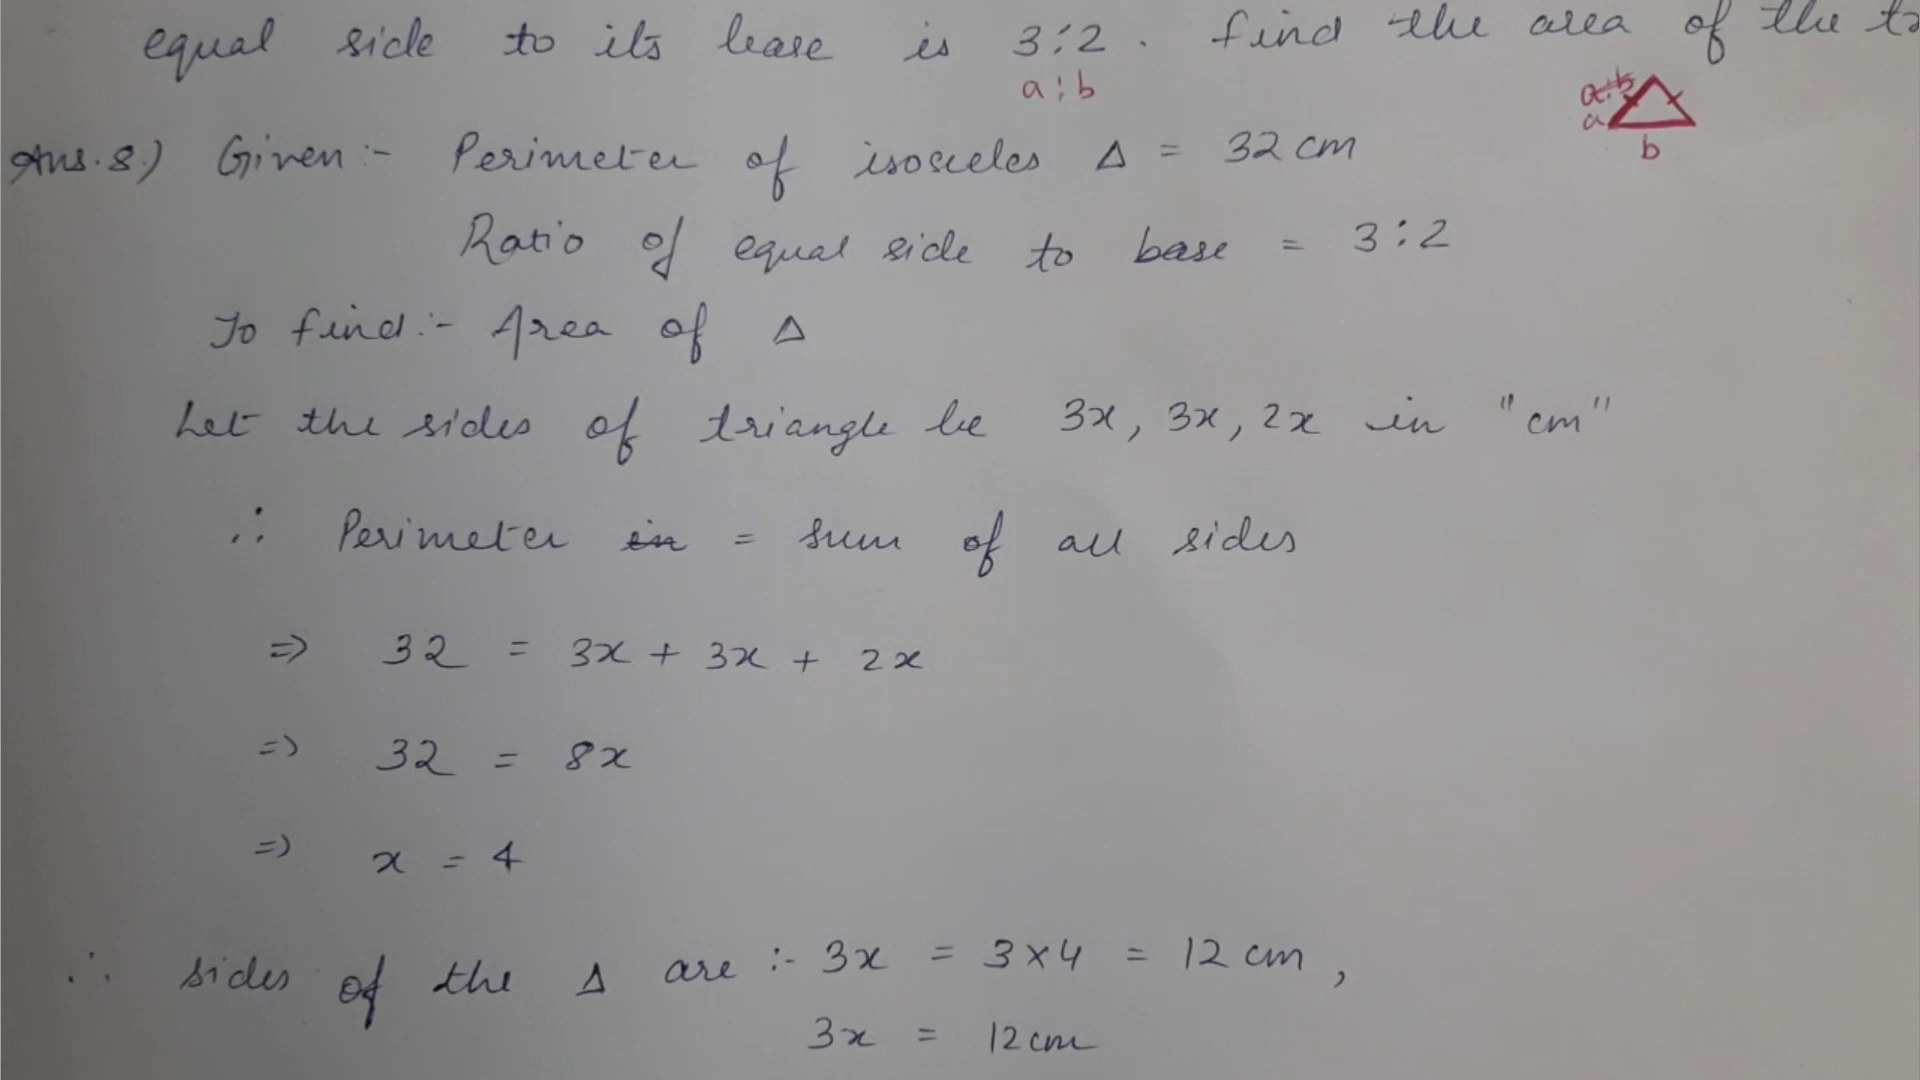 equal side to its base is 3:2. find the area of the
a:b
a:b
a
b
Ans.8.) Given:- Perimeter of isosceles Δ = 32 cm
Ratio of equal side to base = 3:2
To find:- Area of Δ
Let the sides of triangle be 3x, 3x, 2x in "cm"
∴ Perimeter in = sum of all sides
=> 32 = 3x + 3x + 2x
=> 32 = 8x
=> x = 4
∴ sides of the Δ are :- 3x = 3×4 = 12 cm,
3x = 12 cm